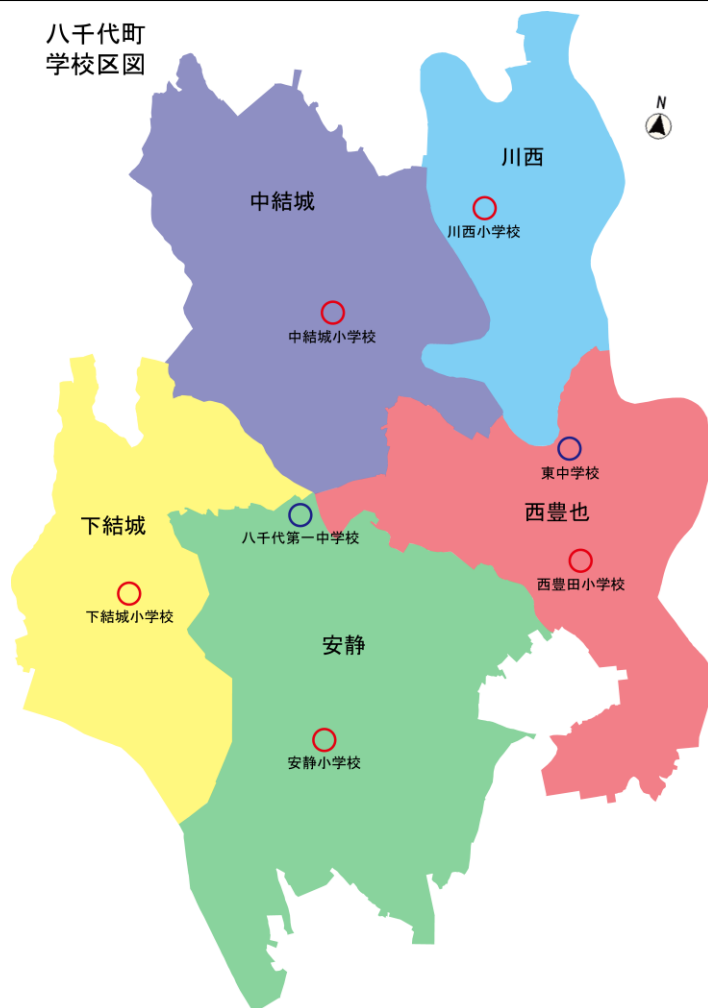 八千代町
学校区図
N
川西
中結城
川西小学校
中結城小学校
東中学校
西豊也
下結城
八千代第一中学校
西豊田小学校
下結城小学校
安静
安静小学校